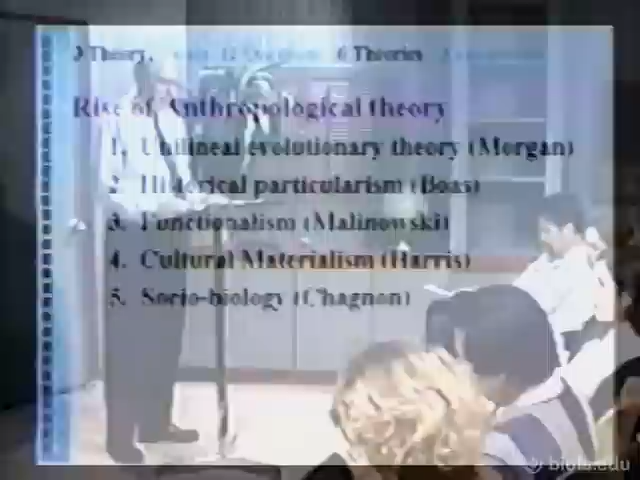 Theory, 6 Theories
Rise of Anthropological theory
1. Unilineal evolutionary theory (Morgan)
2. Historical particularism (Boas)
3. Functionalism (Malinowski)
4. Cultural Materialism (Harris)
5. Socio-biology (Chagnon)
biola.edu